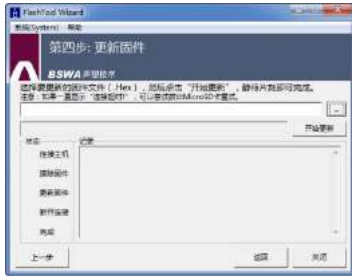 FlashTool Wizard
系统(System) 帮助
第四步: 更新固件
BSWA 声望技术
选择要更新的固件文件（.Hex），然后点击“开始更新”，静待片刻即可完成。
注意：如果一直显示“连接超时”，可以尝试拔出MicroSD卡重试。
...
开始更新
状态
记录
连接主机
擦除固件
更新固件
断开连接
完成
上一步
返回
关闭